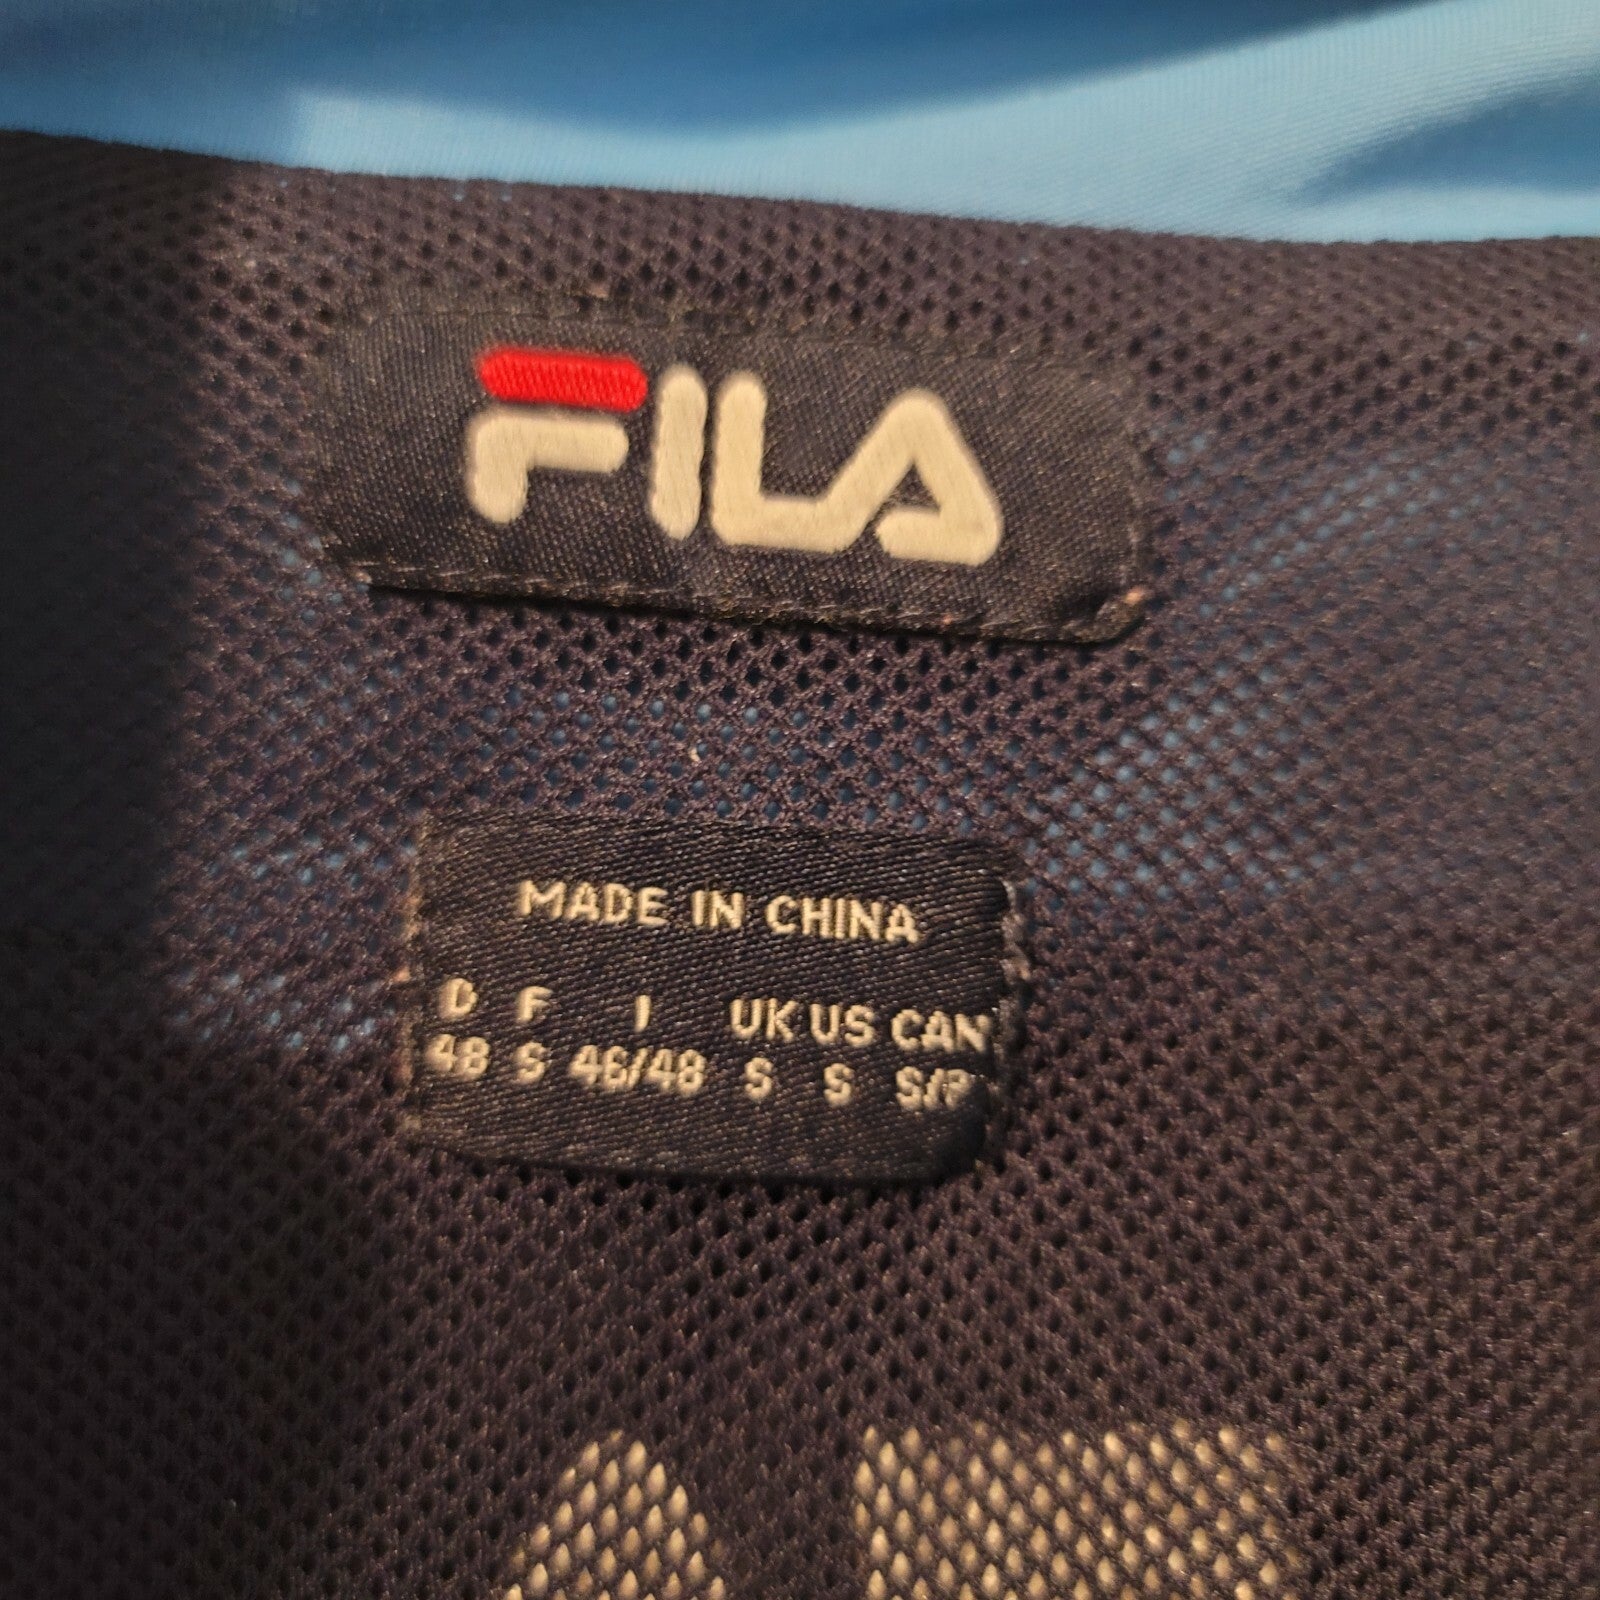 FILA
MADE IN CHINA
D F I UK US CAN
48 S 46/48 S S S/P